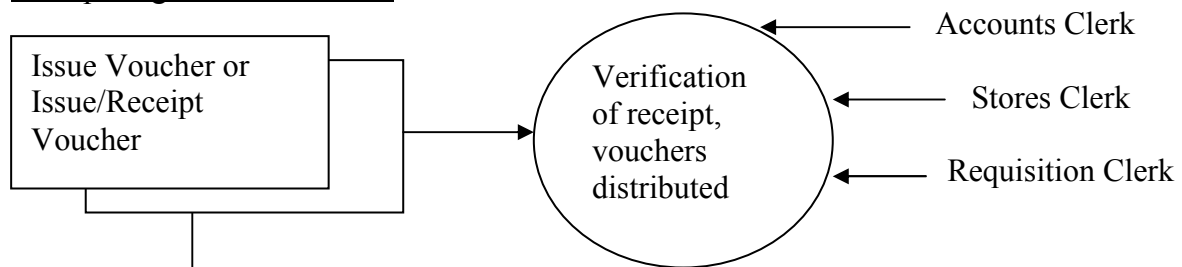 Issue Voucher or
Issue/Receipt
Voucher
Verification
of receipt,
vouchers
distributed
Accounts Clerk
Stores Clerk
Requisition Clerk